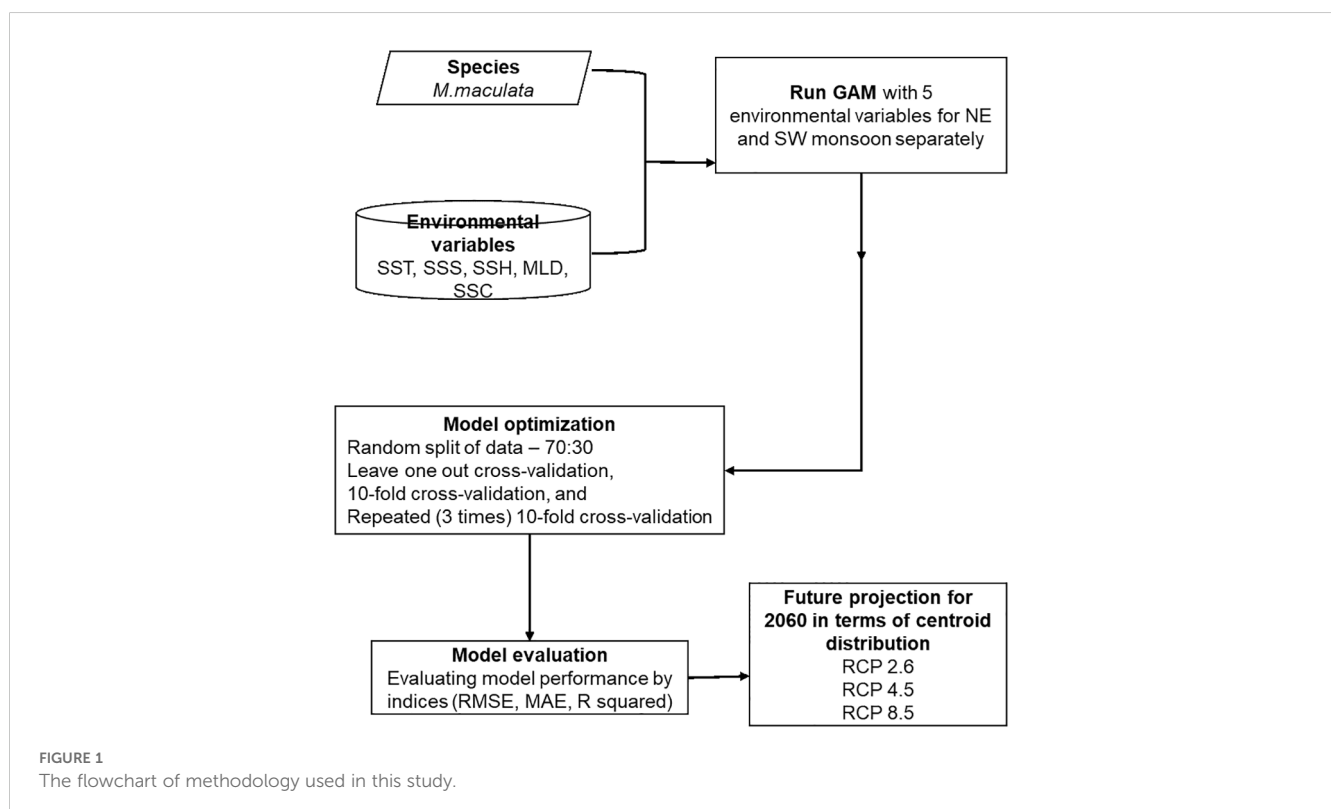 Species
M.maculata
Run GAM with 5
environmental variables for NE
and SW monsoon separately
Environmental
variables
SST, SSS, SSH, MLD,
SSC
Model optimization
Random split of data – 70:30
Leave one out cross-validation,
10-fold cross-validation, and
Repeated (3 times) 10-fold cross-validation
Model evaluation
Evaluating model performance by
indices (RMSE, MAE, R squared)
Future projection for
2060 in terms of centroid
distribution
RCP 2.6
RCP 4.5
RCP 8.5
FIGURE 1
The flowchart of methodology used in this study.